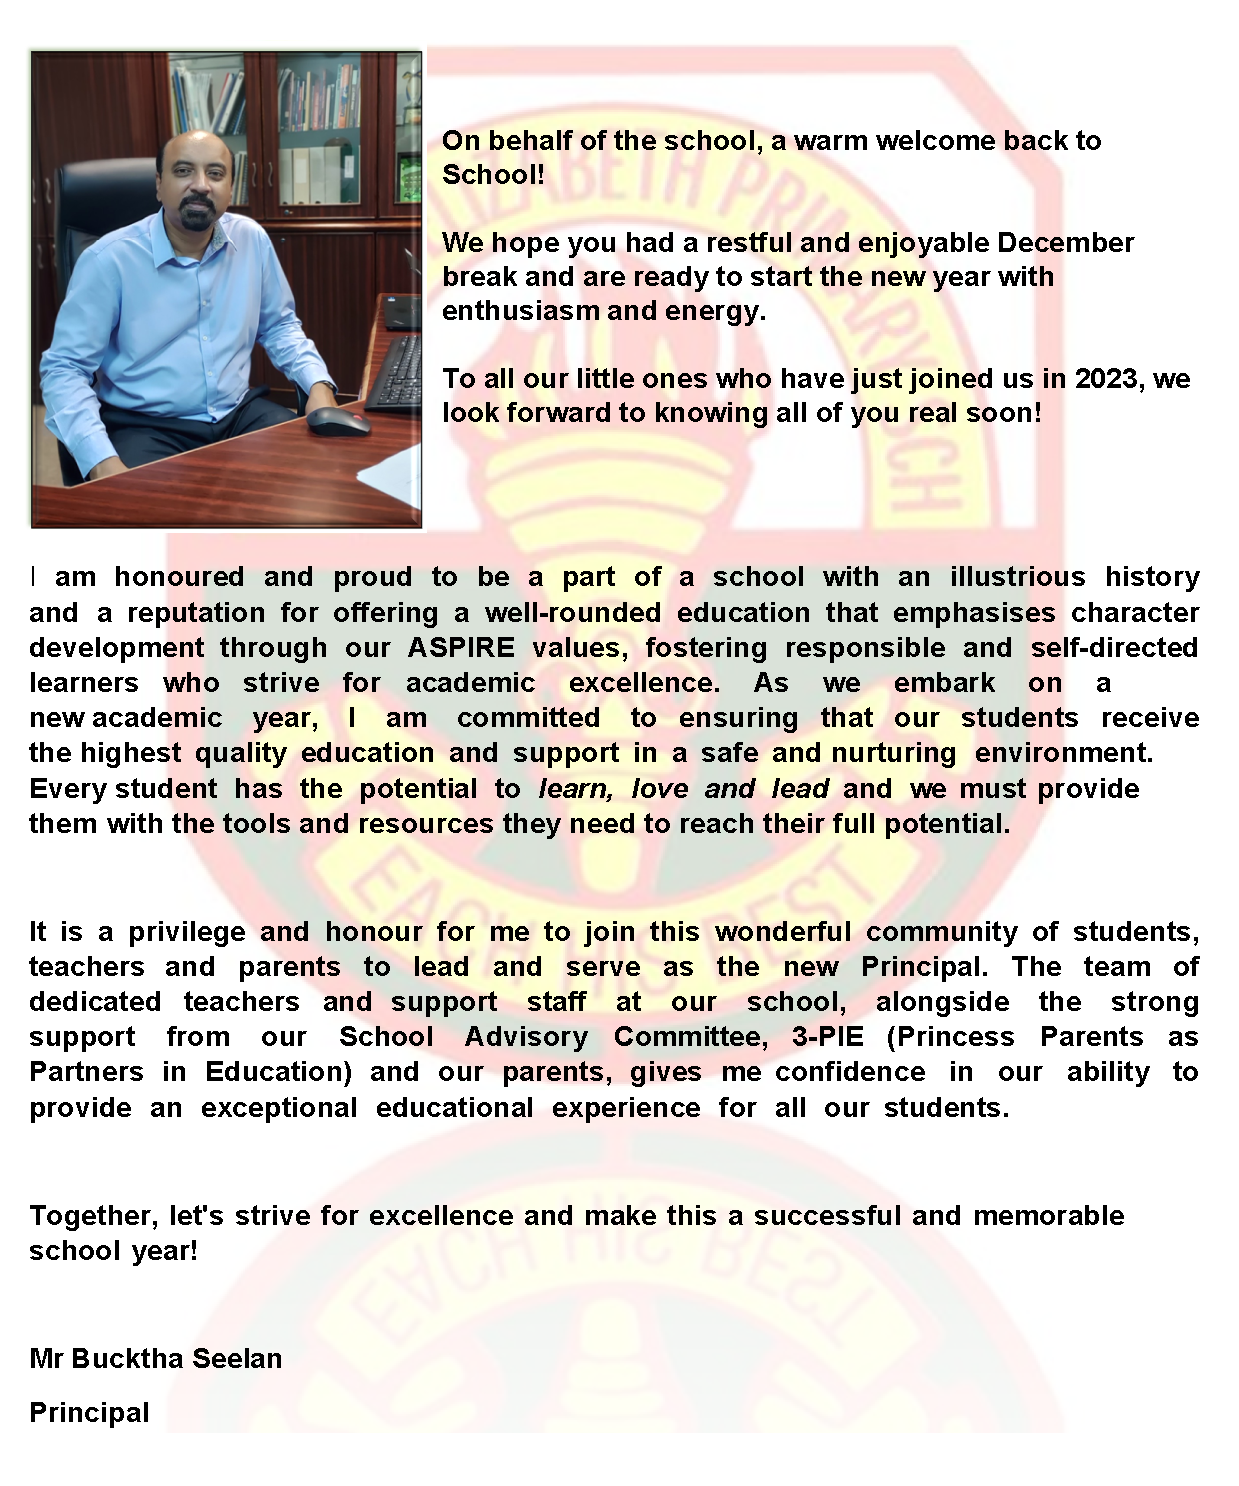 On behalf of the school, a warm welcome back to
School!
We hope you had a restful and enjoyable December
break and are ready to start the new year with
enthusiasm and energy.
To all our little ones who have just joined us in 2023, we
look forward to knowing all of you real soon!
I am honoured and proud to be a part of a school with an illustrious history
and a reputation for offering a well-rounded education that emphasises character
development through our ASPIRE values, fostering responsible and self-directed
learners who strive for academic excellence. As we embark on a
new academic year, I am committed to ensuring that our students receive
the highest quality education and support in a safe and nurturing environment.
Every student has the potential to learn, love and lead and we must provide
them with the tools and resources they need to reach their full potential.
It is a privilege and honour for me to join this wonderful community of students,
teachers and parents to lead and serve as the new Principal. The team of
dedicated teachers and support staff at our school, alongside the strong
support from our School Advisory Committee, 3-PIE (Princess Parents as
Partners in Education) and our parents, gives me confidence in our ability to
provide an exceptional educational experience for all our students.
Together, let's strive for excellence and make this a successful and memorable
school year!
Mr Bucktha Seelan
Principal
PRIMARY SCH
EACH HIS BEST
EACH HIS BEST